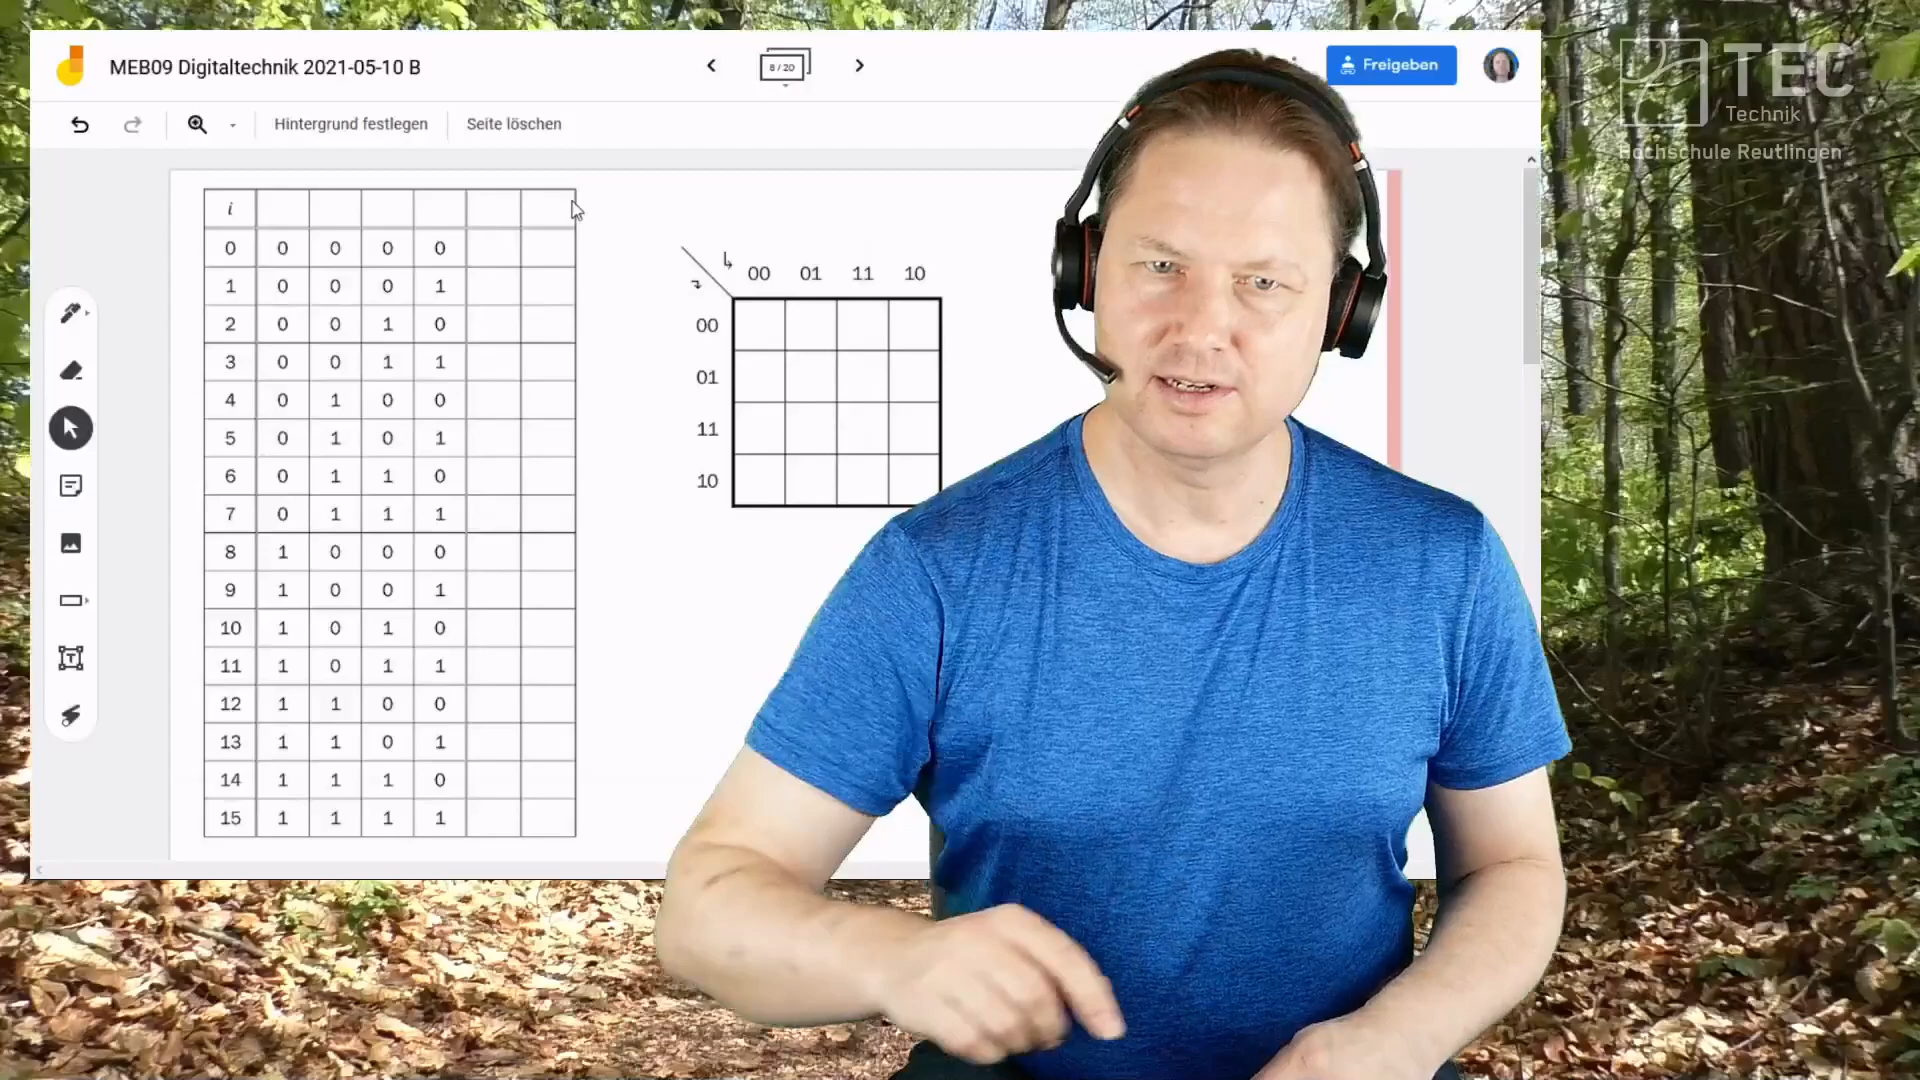 MEB09 Digitaltechnik 2021-05-10 B
8 / 20
Freigeben
Hintergrund festlegen
Seite löschen
TEC
Technik
Hochschule Reutlingen
i
0 0 0 0 0
1 0 0 0 1
2 0 0 1 0
3 0 0 1 1
4 0 1 0 0
5 0 1 0 1
6 0 1 1 0
7 0 1 1 1
8 1 0 0 0
9 1 0 0 1
10 1 0 1 0
11 1 0 1 1
12 1 1 0 0
13 1 1 0 1
14 1 1 1 0
15 1 1 1 1
00 01 11 10
00
01
11
10